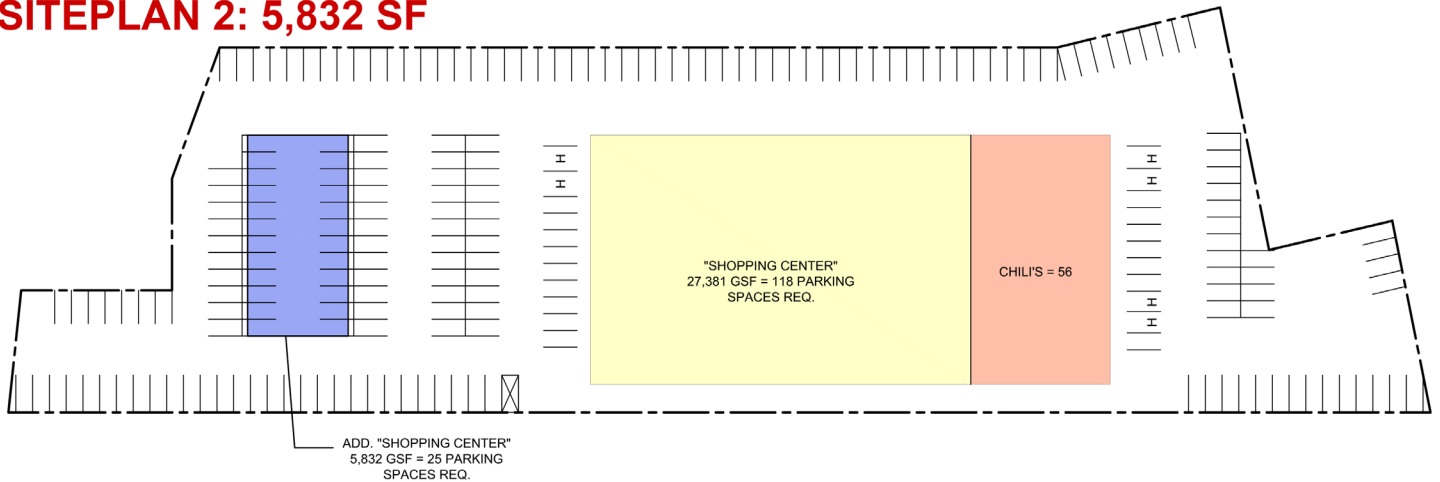 SITEPLAN 2: 5,832 SF
H
H
"SHOPPING CENTER"
27,381 GSF = 118 PARKING
SPACES REQ.
CHILI'S = 56
H
H
H
H
ADD. "SHOPPING CENTER"
5,832 GSF = 25 PARKING
SPACES REQ.